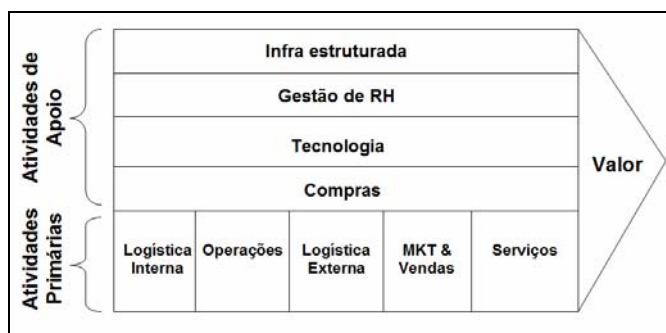 Atividades de
Apoio
Infra estruturada
Gestão de RH
Tecnologia
Compras
Valor
Atividades
Primárias
Logística
Interna
Operações
Logística
Externa
MKT &
Vendas
Serviços